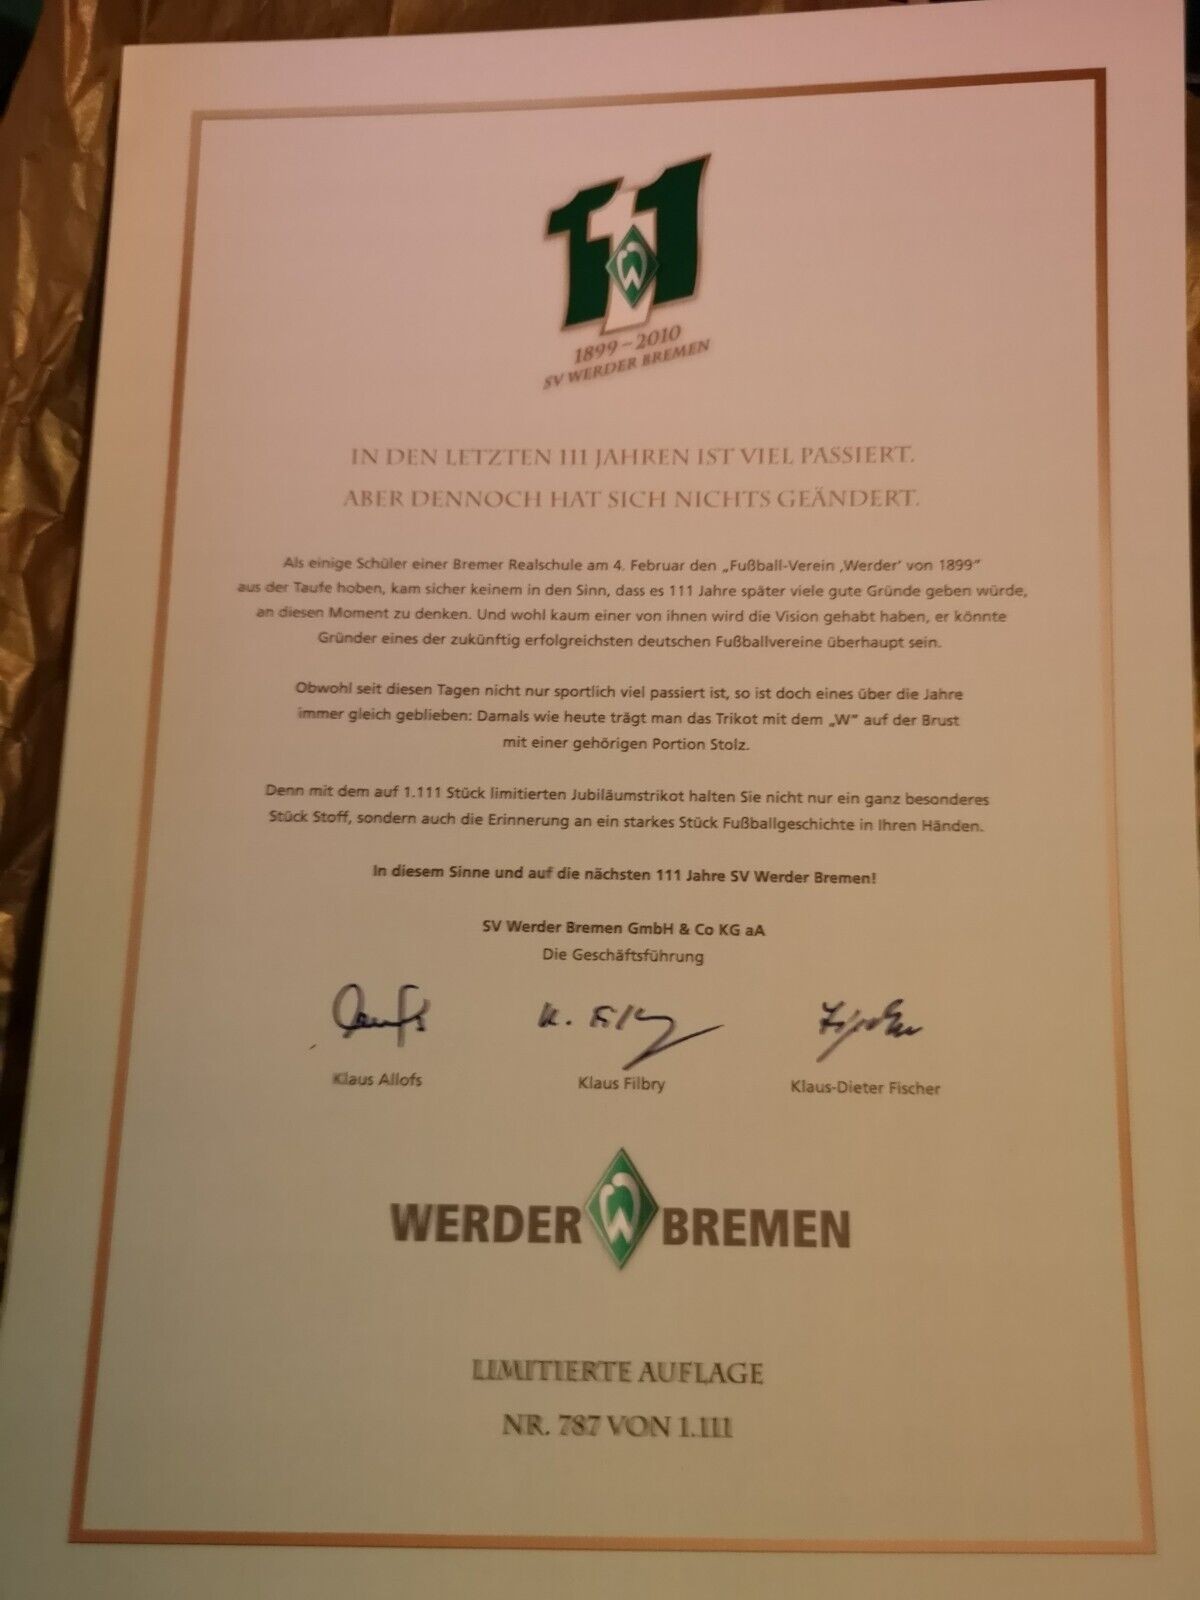 111
1899 – 2010
SV WERDER BREMEN
IN DEN LETZTEN 111 JAHREN IST VIEL PASSIERT.
ABER DENNOCH HAT SICH NICHTS GEÄNDERT.
Als einige Schüler einer Bremer Realschule am 4. Februar den „Fußball-Verein ‚Werder' von 1899"
aus der Taufe hoben, kam sicher keinem in den Sinn, dass es 111 Jahre später viele gute Gründe geben würde,
an diesen Moment zu denken. Und wohl kaum einer von ihnen wird die Vision gehabt haben, er könnte
Gründer eines der zukünftig erfolgreichsten deutschen Fußballvereine überhaupt sein.
Obwohl seit diesen Tagen nicht nur sportlich viel passiert ist, so ist doch eines über die Jahre
immer gleich geblieben: Damals wie heute trägt man das Trikot mit dem „W" auf der Brust
mit einer gehörigen Portion Stolz.
Denn mit dem auf 1.111 Stück limitierten Jubiläumstrikot halten Sie nicht nur ein ganz besonderes
Stück Stoff, sondern auch die Erinnerung an ein starkes Stück Fußballgeschichte in Ihren Händen.
In diesem Sinne und auf die nächsten 111 Jahre SV Werder Bremen!
SV Werder Bremen GmbH & Co KG aA
Die Geschäftsführung
K. Filbry
Klaus Allofs Klaus Filbry Klaus-Dieter Fischer
WERDER W BREMEN
LIMITIERTE AUFLAGE
NR. 787 VON 1.111